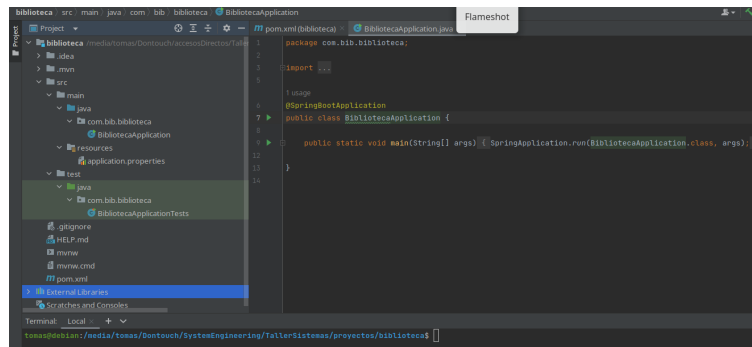 biblioteca src main java com bib biblioteca BibliotecaApplication
Flameshot
Project
Project
pom.xml (biblioteca)
BibliotecaApplication.java
biblioteca /media/tomas/Dontouch/accesosDirectos/Talle
.idea
.mvn
src
main
java
com.bib.biblioteca
BibliotecaApplication
resources
application.properties
test
java
com.bib.biblioteca
BibliotecaApplicationTests
.gitignore
HELP.md
mvnw
mvnw.cmd
pom.xml
External Libraries
Scratches and Consoles
1 package com.bib.biblioteca;
2
3 import ...
5
1 usage
6 @SpringBootApplication
7 public class BibliotecaApplication {
8
9 public static void main(String[] args) { SpringApplication.run(BibliotecaApplication.class, args);
12
13 }
14
Terminal: Local × +
tomas@debian:/media/tomas/Dontouch/SystemEngineering/TallerSistemas/proyectos/biblioteca$